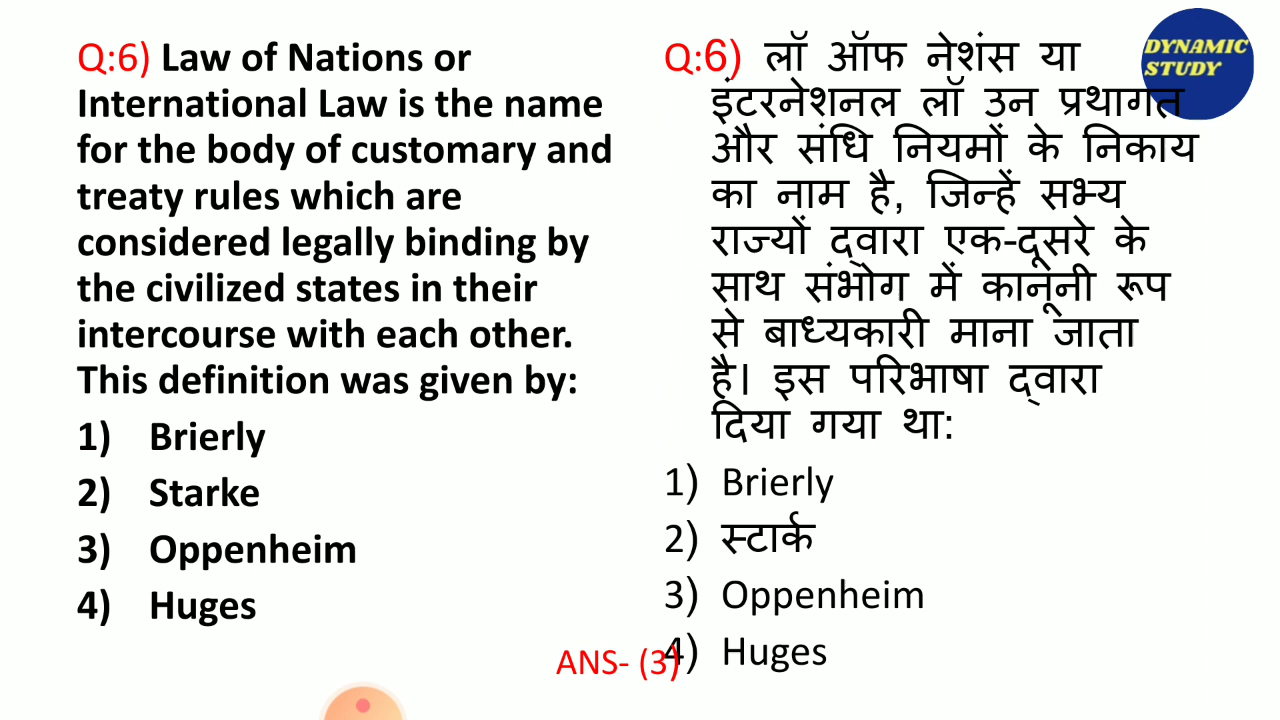 Q:6) Law of Nations or
International Law is the name
for the body of customary and
treaty rules which are
considered legally binding by
the civilized states in their
intercourse with each other.
This definition was given by:
1) Brierly
2) Starke
3) Oppenheim
4) Huges
Q:6) लॉ ऑफ नेशंस या
इंटरनेशनल लॉ उन प्रथागत
और संधि नियमों के निकाय
का नाम है, जिन्हें सभ्य
राज्यों द्वारा एक-दूसरे के
साथ संभोग में कानूनी रूप
से बाध्यकारी माना जाता
है। इस परिभाषा द्वारा
दिया गया था:
1) Brierly
2) स्टार्क
3) Oppenheim
4) Huges
ANS- (3)
DYNAMIC
STUDY